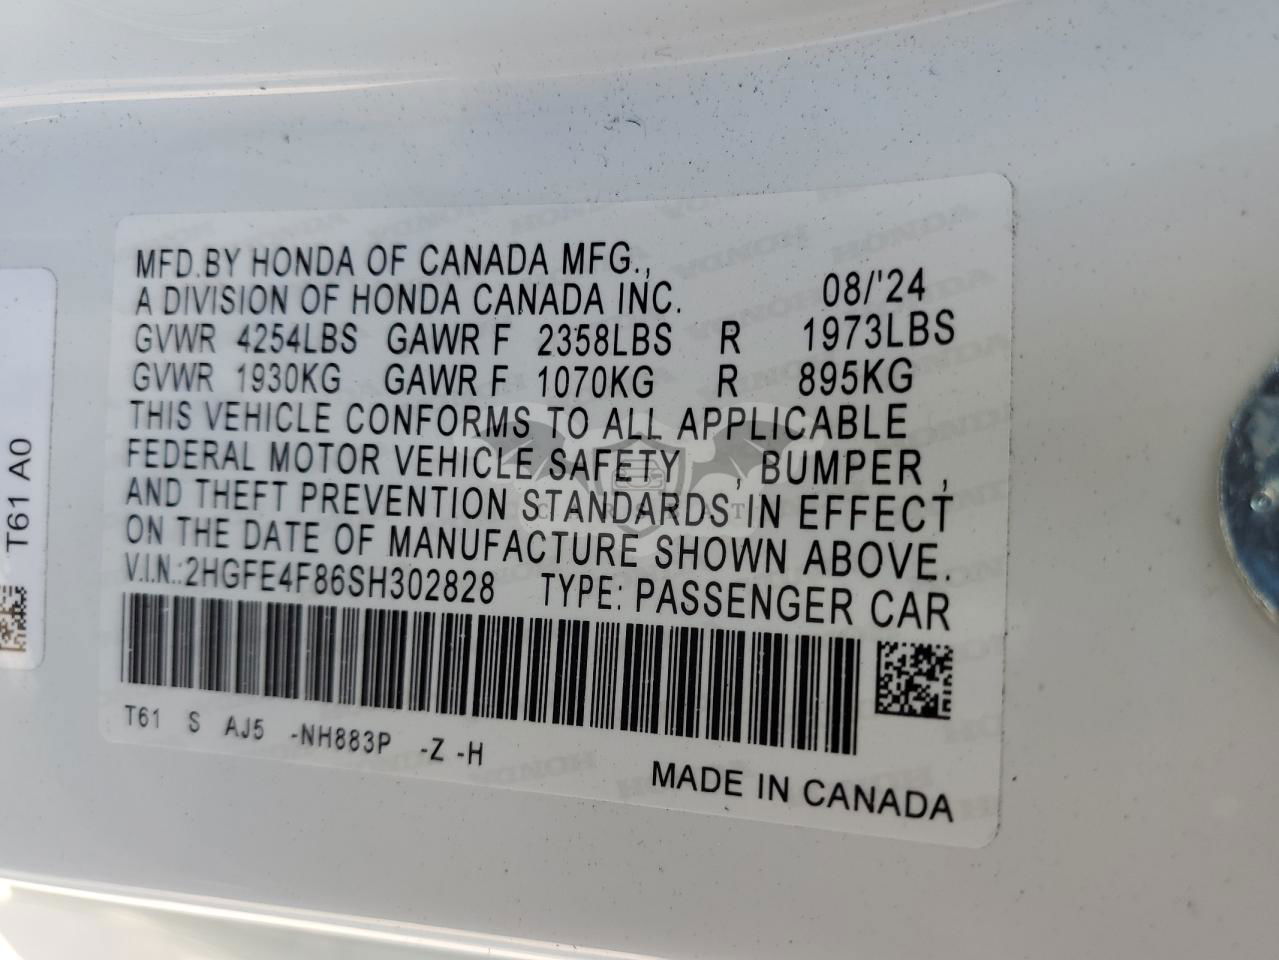 MFD.BY HONDA OF CANADA MFG.,
A DIVISION OF HONDA CANADA INC. 08/'24
GVWR 4254LBS GAWR F 2358LBS R 1973LBS
GVWR 1930KG GAWR F 1070KG R 895KG
THIS VEHICLE CONFORMS TO ALL APPLICABLE
FEDERAL MOTOR VEHICLE SAFETY , BUMPER ,
AND THEFT PREVENTION STANDARDS IN EFFECT
ON THE DATE OF MANUFACTURE SHOWN ABOVE.
V.I.N.:2HGFE4F86SH302828 TYPE: PASSENGER CAR
T61 S AJ5 -NH883P -Z -H
MADE IN CANADA
T61 A0